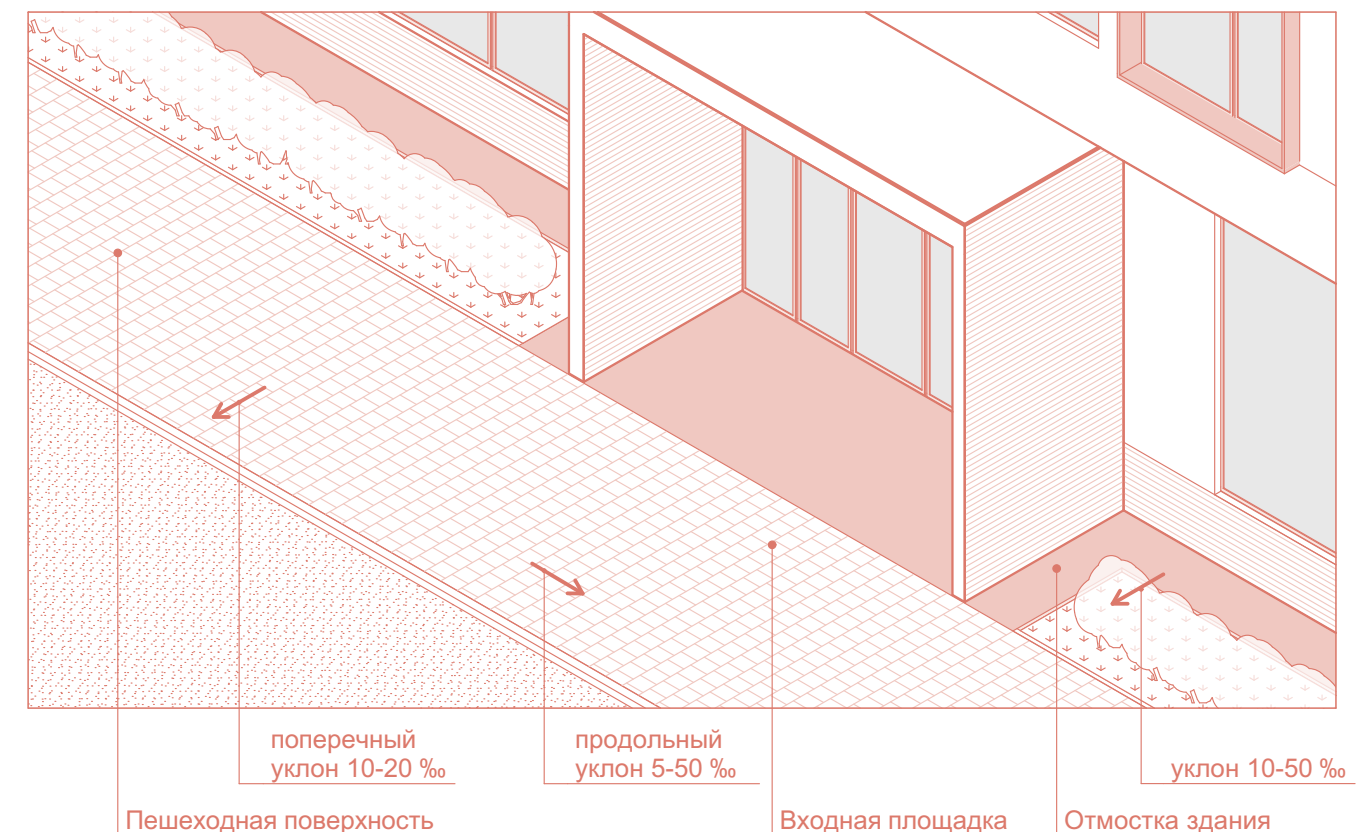 поперечный
уклон 10-20 ‰
продольный
уклон 5-50 ‰
уклон 10-50 ‰
Пешеходная поверхность
Входная площадка
Отмостка здания